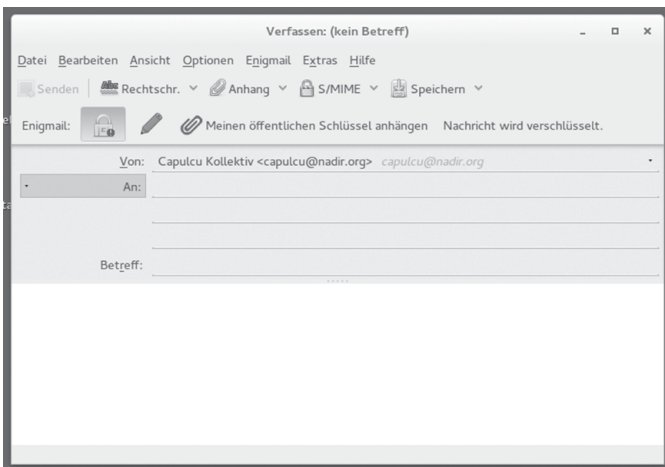 Verfassen: (kein Betreff)
Datei Bearbeiten Ansicht Optionen Enigmail Extras Hilfe
Senden Rechtschr. Anhang S/MIME Speichern
Enigmail: Meinen öffentlichen Schlüssel anhängen Nachricht wird verschlüsselt.
Von: Capulcu Kollektiv <capulcu@nadir.org> capulcu@nadir.org
An:
Betreff: